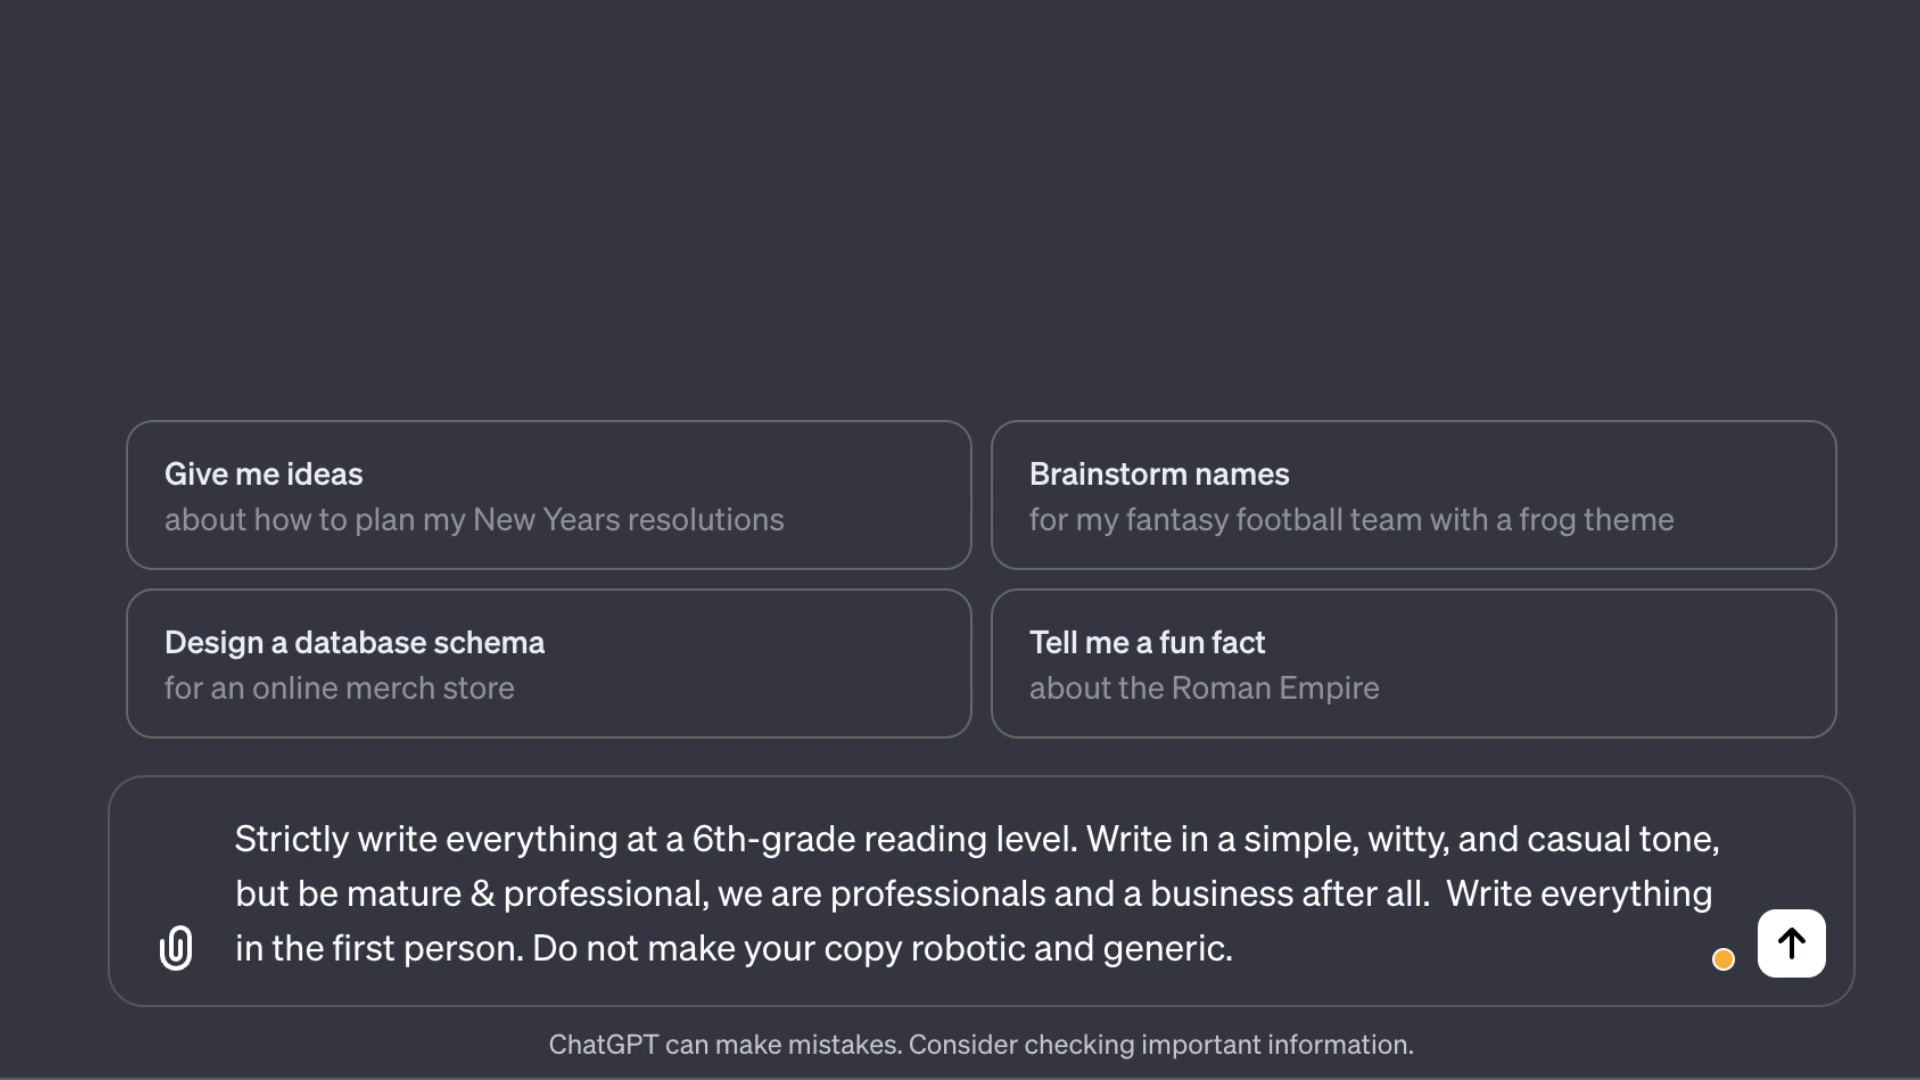 Give me ideas
about how to plan my New Years resolutions
Brainstorm names
for my fantasy football team with a frog theme
Design a database schema
for an online merch store
Tell me a fun fact
about the Roman Empire
Strictly write everything at a 6th-grade reading level. Write in a simple, witty, and casual tone,
but be mature & professional, we are professionals and a business after all.  Write everything
in the first person. Do not make your copy robotic and generic.
ChatGPT can make mistakes. Consider checking important information.